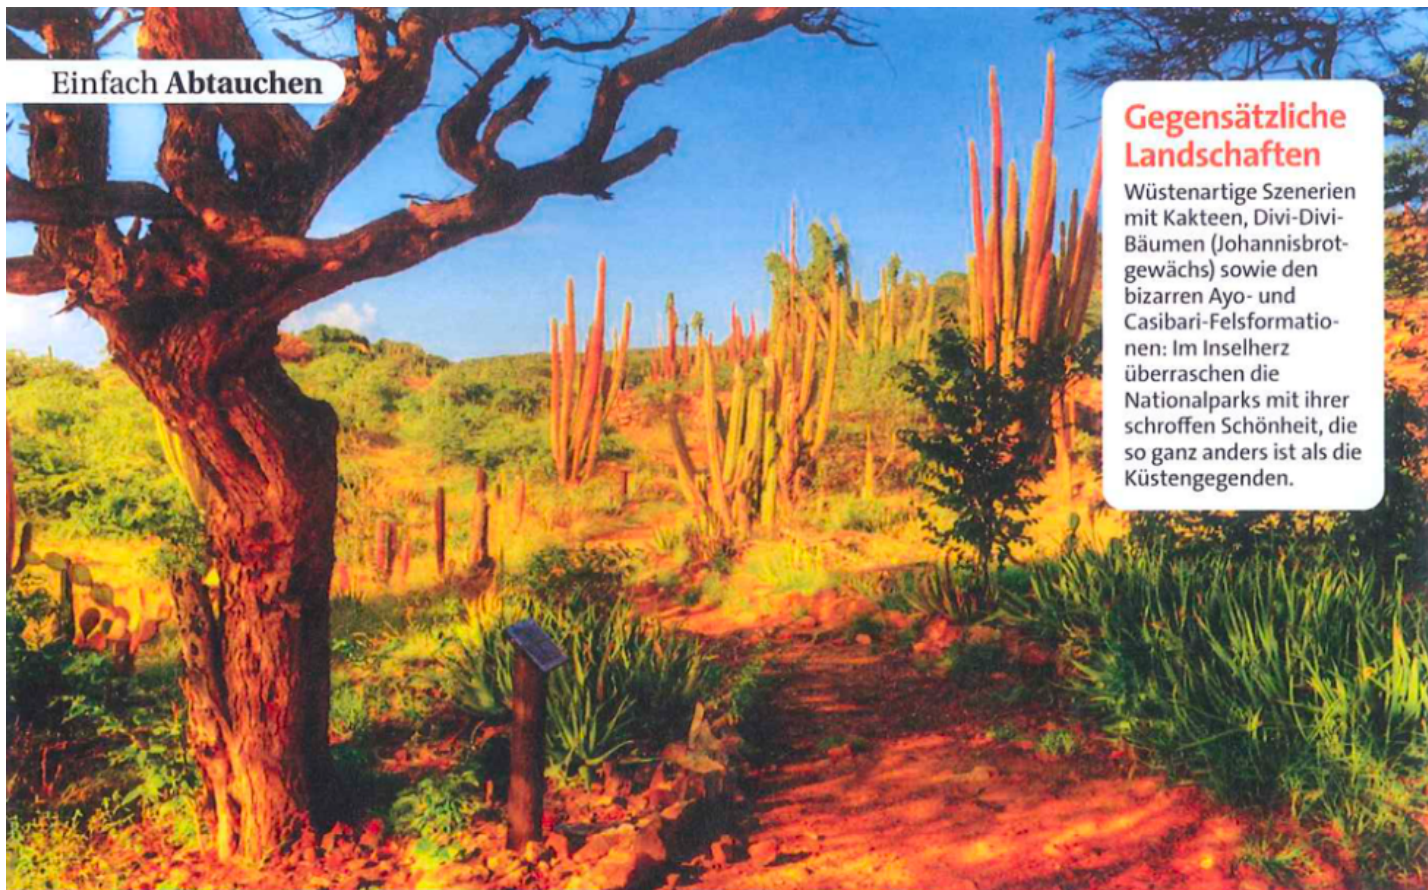 Einfach Abtauchen
Gegensätzliche
Landschaften
Wüstenartige Szenerien
mit Kakteen, Divi-Divi-
Bäumen (Johannisbrot-
gewächs) sowie den
bizarren Ayo- und
Casibari-Felsformatio-
nen: Im Inselherz
überraschen die
Nationalparks mit ihrer
schroffen Schönheit, die
so ganz anders ist als die
Küstengegenden.